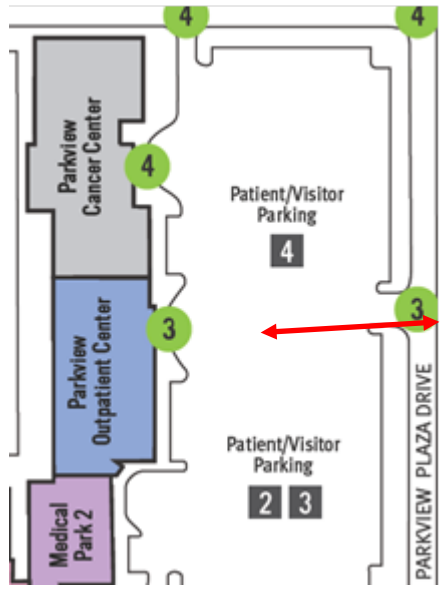 4
4
Parkview
Cancer Center
4
Patient/Visitor
Parking
4
3
3
Parkview
Outpatient Center
PARKVIEW PLAZA DRIVE
Patient/Visitor
Parking
2 3
Medical
Park 2